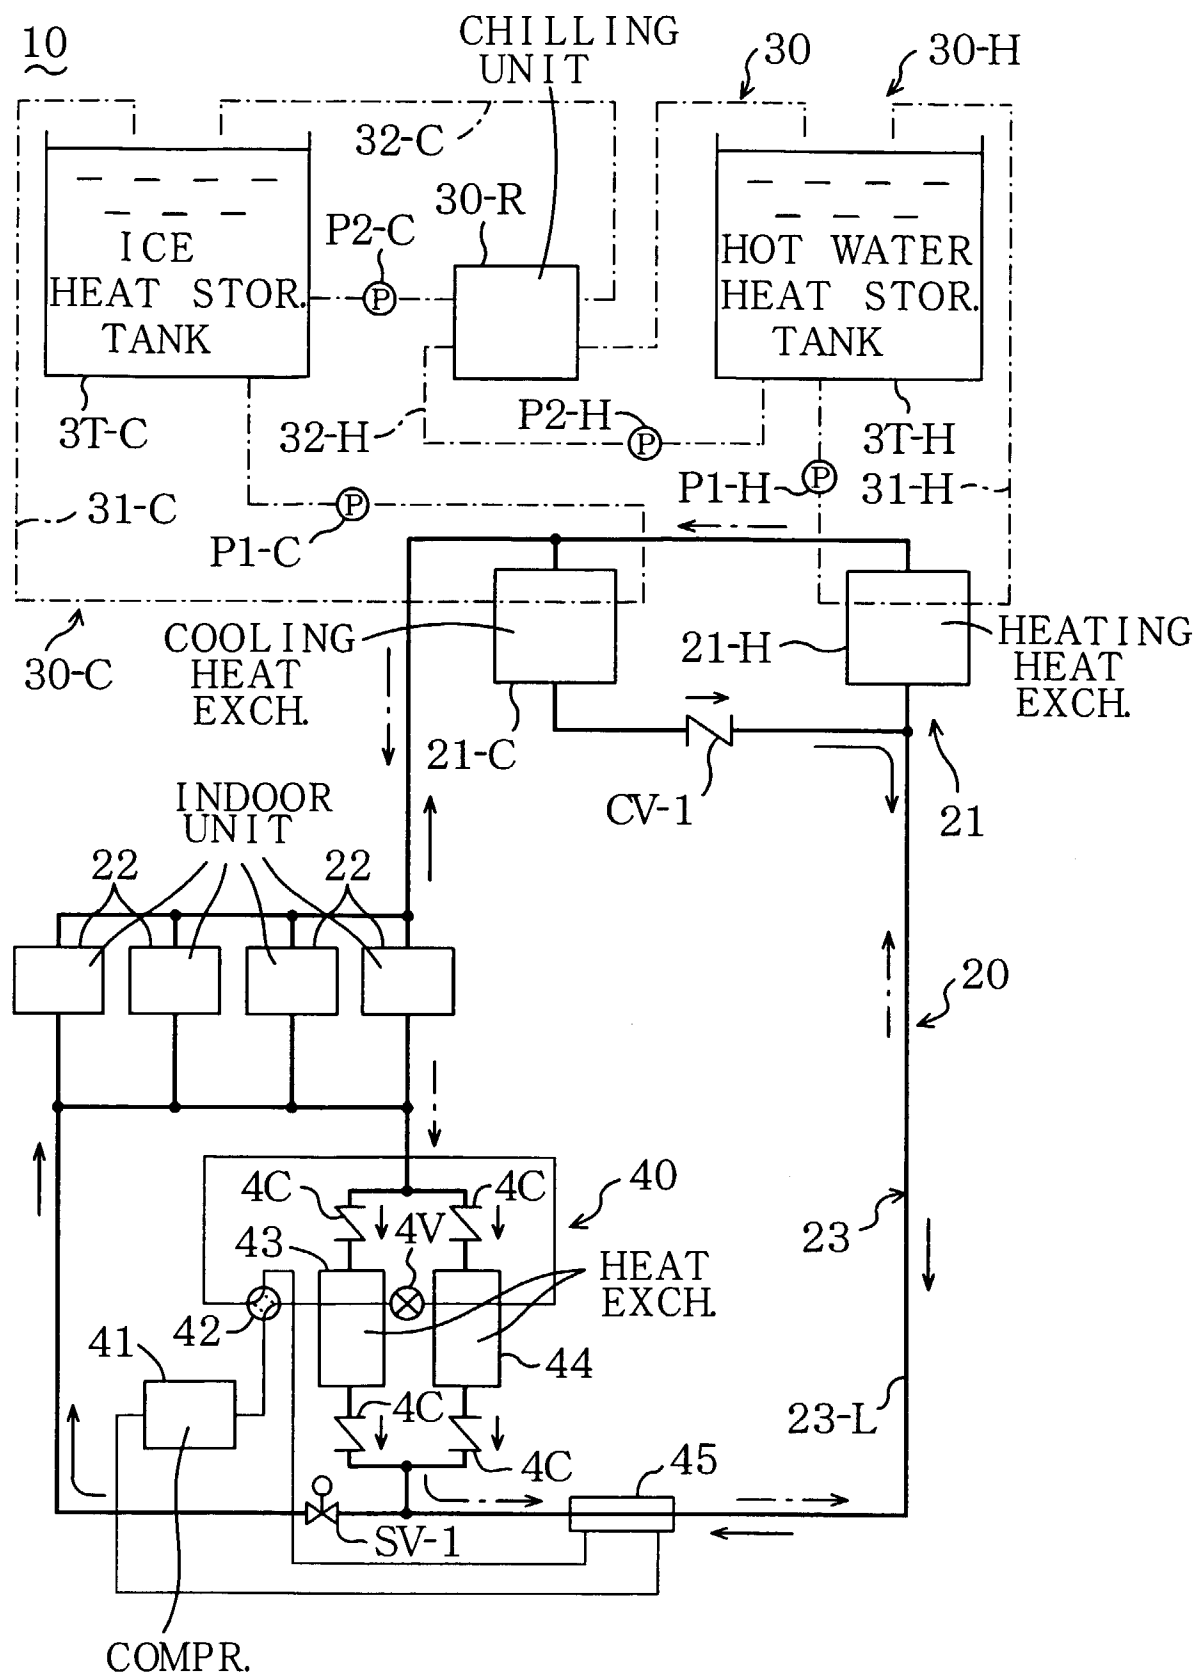 10
CHILLING
UNIT
30
30-H
32-C
30-R
P2-C
P
ICE
HEAT STOR.
TANK
HOT WATER
HEAT STOR.
TANK
3T-C
32-H
P2-H
P
3T-H
P1-H
P
31-H
31-C
P
P1-C
30-C
COOLING
HEAT
EXCH.
21-H
HEATING
HEAT
EXCH.
21-C
CV-1
21
INDOOR
UNIT
22
22
20
4C
4C
40
43
4V
23
HEAT
EXCH.
42
41
44
4C
4C
23-L
45
SV-1
COMPR.